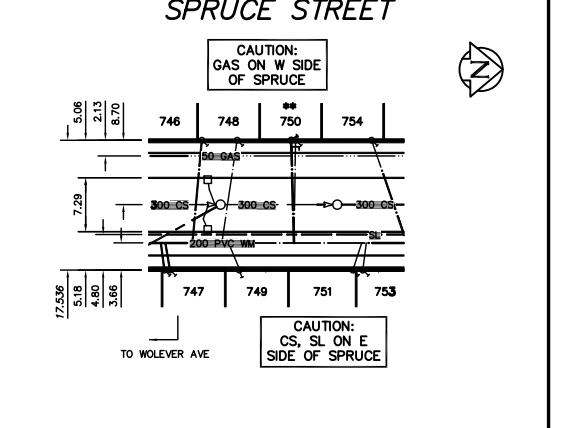 SPRUCE STREET
CAUTION:
GAS ON W SIDE
OF SPRUCE
N
5.06
2.13
8.70
746
748
**
750
754
50 GAS
7.29
300 CS
300 CS
300 CS
SL
200 PVC WM
17.536
5.18
4.80
3.66
747
749
751
753
CAUTION:
CS, SL ON E
SIDE OF SPRUCE
TO WOLEVER AVE